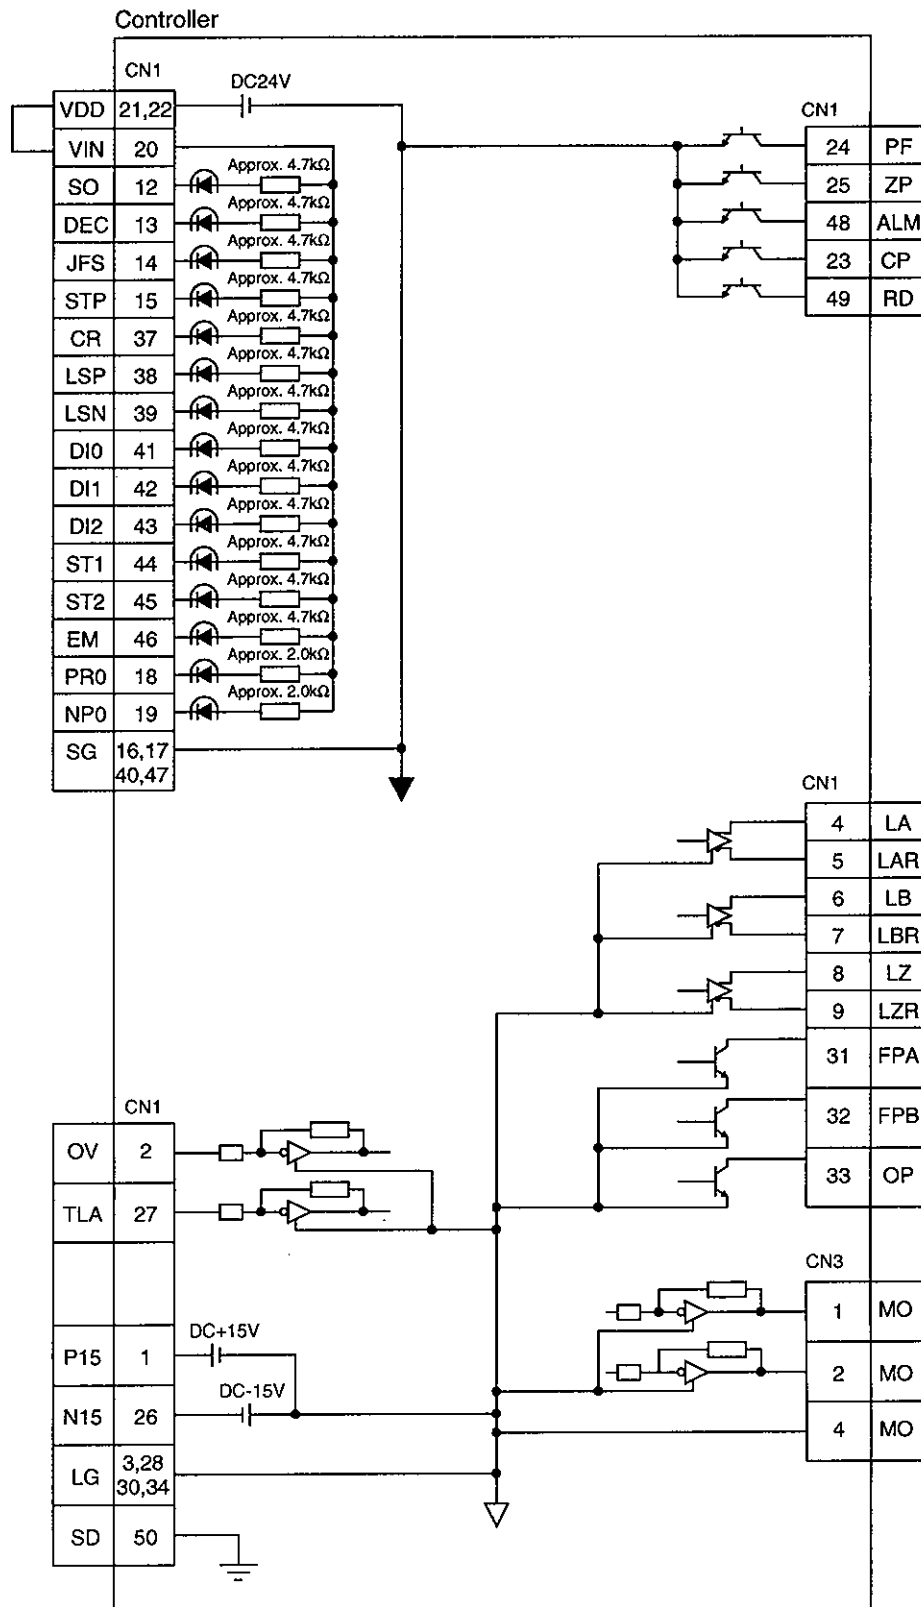 Controller
CN1
DC24V
VDD 21,22
VIN 20
Approx. 4.7kΩ
SO 12
Approx. 4.7kΩ
DEC 13
Approx. 4.7kΩ
JFS 14
Approx. 4.7kΩ
STP 15
Approx. 4.7kΩ
CR 37
Approx. 4.7kΩ
LSP 38
Approx. 4.7kΩ
LSN 39
Approx. 4.7kΩ
DI0 41
Approx. 4.7kΩ
DI1 42
Approx. 4.7kΩ
DI2 43
Approx. 4.7kΩ
ST1 44
Approx. 4.7kΩ
ST2 45
Approx. 4.7kΩ
EM 46
Approx. 2.0kΩ
PR0 18
Approx. 2.0kΩ
NP0 19
SG 16,17
40,47
CN1
24 PF
25 ZP
48 ALM
23 CP
49 RD
CN1
4 LA
5 LAR
6 LB
7 LBR
8 LZ
9 LZR
31 FPA
32 FPB
33 OP
CN1
OV 2
TLA 27
DC+15V
P15 1
DC-15V
N15 26
LG 3,28
30,34
SD 50
CN3
1 MO
2 MO
4 MO